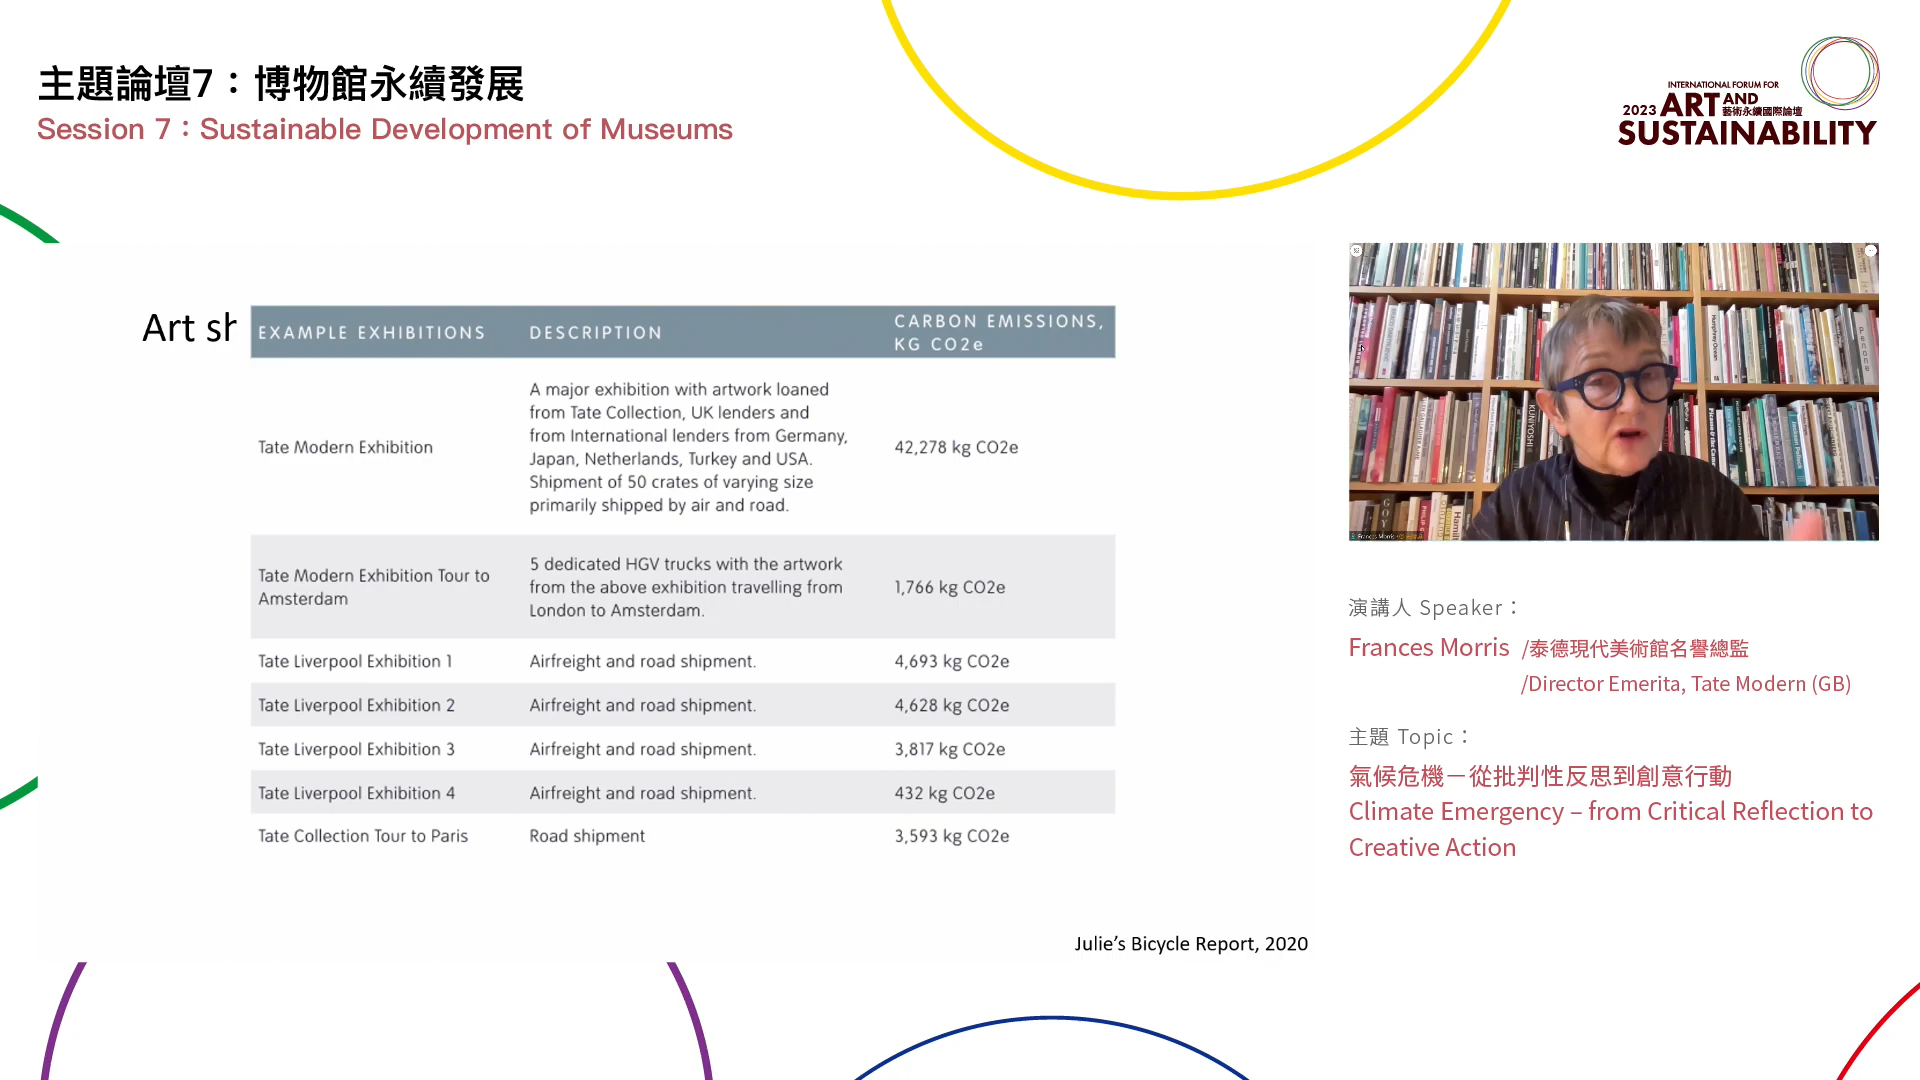 主題論壇7：博物館永續發展
Session 7：Sustainable Development of Museums
INTERNATIONAL FORUM FOR
2023 ART AND
藝術永續國際論壇
SUSTAINABILITY
Art sh
EXAMPLE EXHIBITIONS
DESCRIPTION
CARBON EMISSIONS,
KG CO2e
Tate Modern Exhibition
A major exhibition with artwork loaned
from Tate Collection, UK lenders and
from International lenders from Germany,
Japan, Netherlands, Turkey and USA.
Shipment of 50 crates of varying size
primarily shipped by air and road.
42,278 kg CO2e
Tate Modern Exhibition Tour to
Amsterdam
5 dedicated HGV trucks with the artwork
from the above exhibition travelling from
London to Amsterdam.
1,766 kg CO2e
Tate Liverpool Exhibition 1
Airfreight and road shipment.
4,693 kg CO2e
Tate Liverpool Exhibition 2
Airfreight and road shipment.
4,628 kg CO2e
Tate Liverpool Exhibition 3
Airfreight and road shipment.
3,817 kg CO2e
Tate Liverpool Exhibition 4
Airfreight and road shipment.
432 kg CO2e
Tate Collection Tour to Paris
Road shipment
3,593 kg CO2e
Julie’s Bicycle Report, 2020
KUNIYOSHI
GOY
Frances Morris
演講人 Speaker：
Frances Morris /泰德現代美術館名譽總監
/Director Emerita, Tate Modern (GB)
主題 Topic：
氣候危機－從批判性反思到創意行動
Climate Emergency – from Critical Reflection to
Creative Action